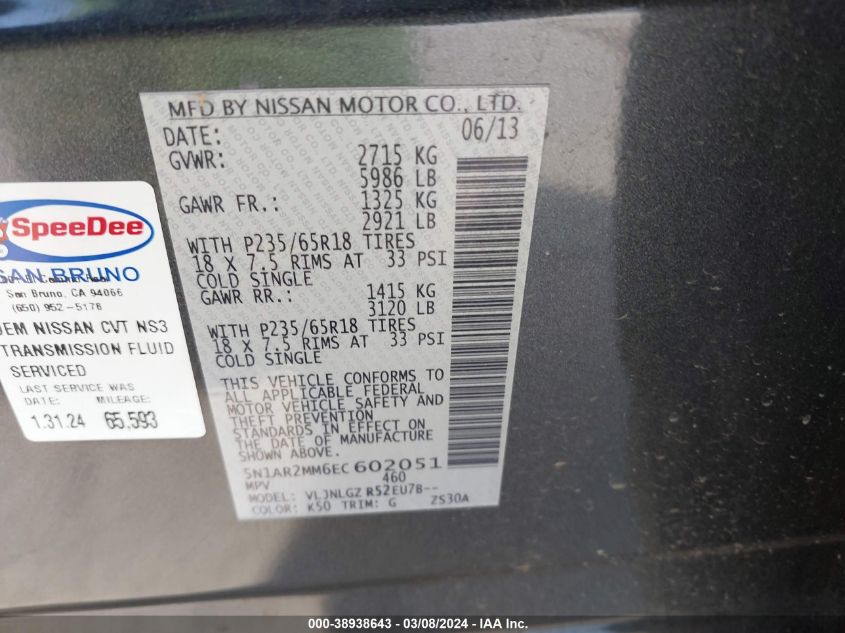 MFD BY NISSAN MOTOR CO., LTD.
DATE: 06/13
GVWR: 2715 KG
5986 LB
GAWR FR.: 1325 KG
2921 LB
WITH P235/65R18 TIRES
18 X 7.5 RIMS AT 33 PSI
COLD SINGLE
GAWR RR.: 1415 KG
3120 LB
WITH P235/65R18 TIRES
18 X 7.5 RIMS AT 33 PSI
COLD SINGLE
THIS VEHICLE CONFORMS TO
ALL APPLICABLE FEDERAL
MOTOR VEHICLE SAFETY AND
THEFT PREVENTION
STANDARDS IN EFFECT ON
THE DATE OF MANUFACTURE
SHOWN ABOVE.
5N1AR2MM6EC602051
MPV 460
MODEL: VLJNLGZ R52EU7B--
COLOR: K50 TRIM: G ZS30A
SpeeDee
SAN BRUNO
San Bruno, CA 94066
(650) 952-5178
OEM NISSAN CVT NS3
TRANSMISSION FLUID
SERVICED
LAST SERVICE WAS
DATE: MILEAGE:
1.31.24 65,593
000-38938643 - 03/08/2024 - IAA Inc.